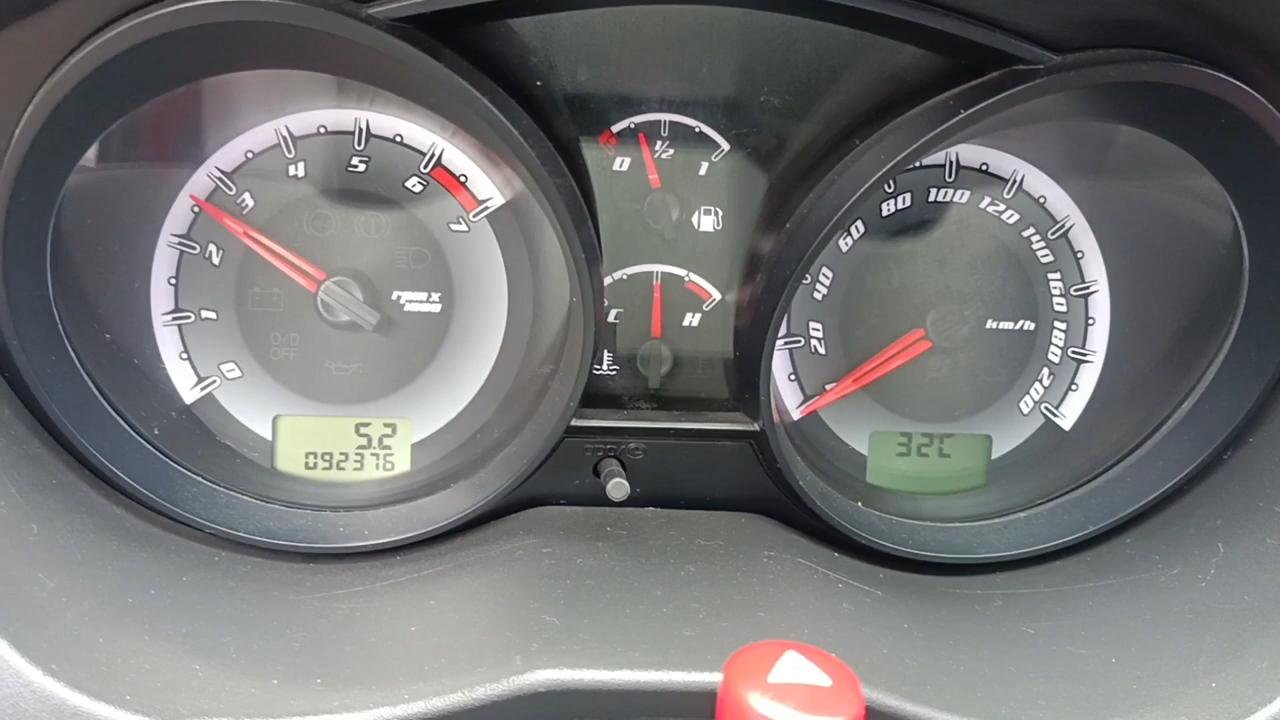 0 1 2 3 4 5 6 7
rpm x
1000
O/D
OFF
5.2
092376
0 1/2 1
C H
20 40 60 80 100 120 140 160 180 200
km/h
32C